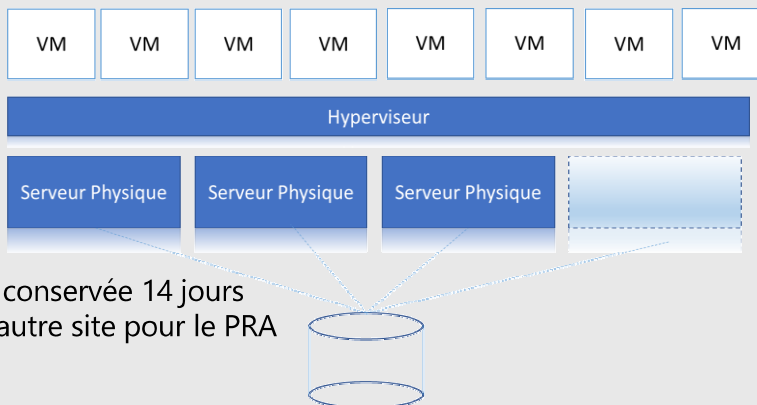 VM VM VM VM VM VM VM VM
Hyperviseur
Serveur Physique Serveur Physique Serveur Physique
conservée 14 jours
autre site pour le PRA